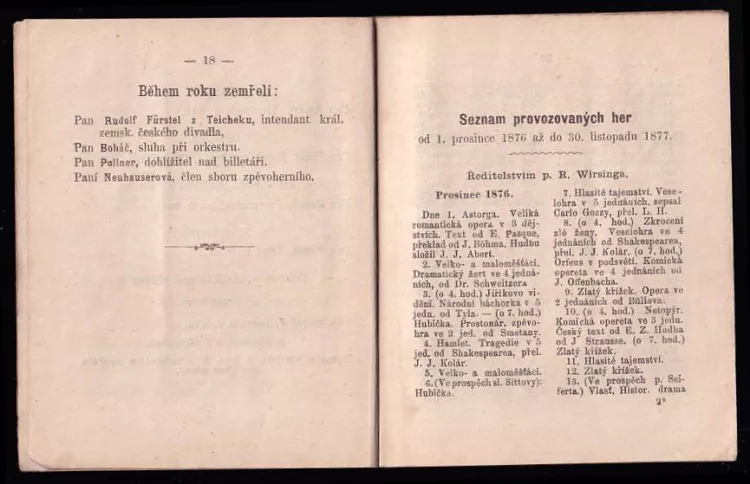 — 18 —
Během roku zemřeli:
Pan Rudolf Fürstel z Teicheku, intendant král.
zemsk. českého divadla,
Pan Boháč, sluha při orkestru.
Pan Pollner, dohlížitel nad billetáři.
Paní Neuhauserová, člen sboru zpěvoherního.
Seznam provozovaných her
od 1. prosince 1876 až do 30. listopadu 1877.
Ředitelstvím p. R. Wirsinga.
Prosinec 1876.
Dne 1. Astorga. Veliká
romantická opera v 3 děj-
stvích. Text od E. Pasque,
překlad od J. Böhma. Hudbu
složil J. J. Abert.
2. Velko- a maloměšťáci.
Dramatický žert ve 4 jedná-
ních, od Dr. Schweitzera
3. (o 4. hod.) Jiříkovo vi-
dění. Národní báchorka v 5
jedn. od Tyla. — (o 7. hod.)
Hubička. Prostonár. zpěvo-
hra ve 2 jed. od Smetany.
4. Hamlet. Tragedie v 5
jed. od Shakespearea, přel.
J. J. Kolár.
5. Velko- a maloměšťáci.
6. (Ve prospěch sl. Sittovy):
Hubička.
7. Hlasité tajemství. Vese-
lohra v 5 jednáních. sepsal
Carlo Gozzy, přel. L. H.
8. (o 4. hod.) Zkrocení
zlé ženy. Veselohra ve 4
jednáních od Shakespearea,
přel. J. J. Kolár. (o 7. hod.)
Orfeus v podsvětí. Komická
opereta ve 4 jednáních od
J. Offenbacha.
9. Zlatý křížek. Opera ve
2 jednáních od Büllova.
10. (o 4. hod.) Netopýr.
Komická opereta ve 3 jedn.
Český text od E. Z. Hudba
od J Strausse. (o 7. hod.)
Zlatý křížek.
11. Hlasité tajemství.
12. Zlatý křížek.
13. (Ve prospěch p. Sei-
ferta.) Vlasť, Histor. drama
2*